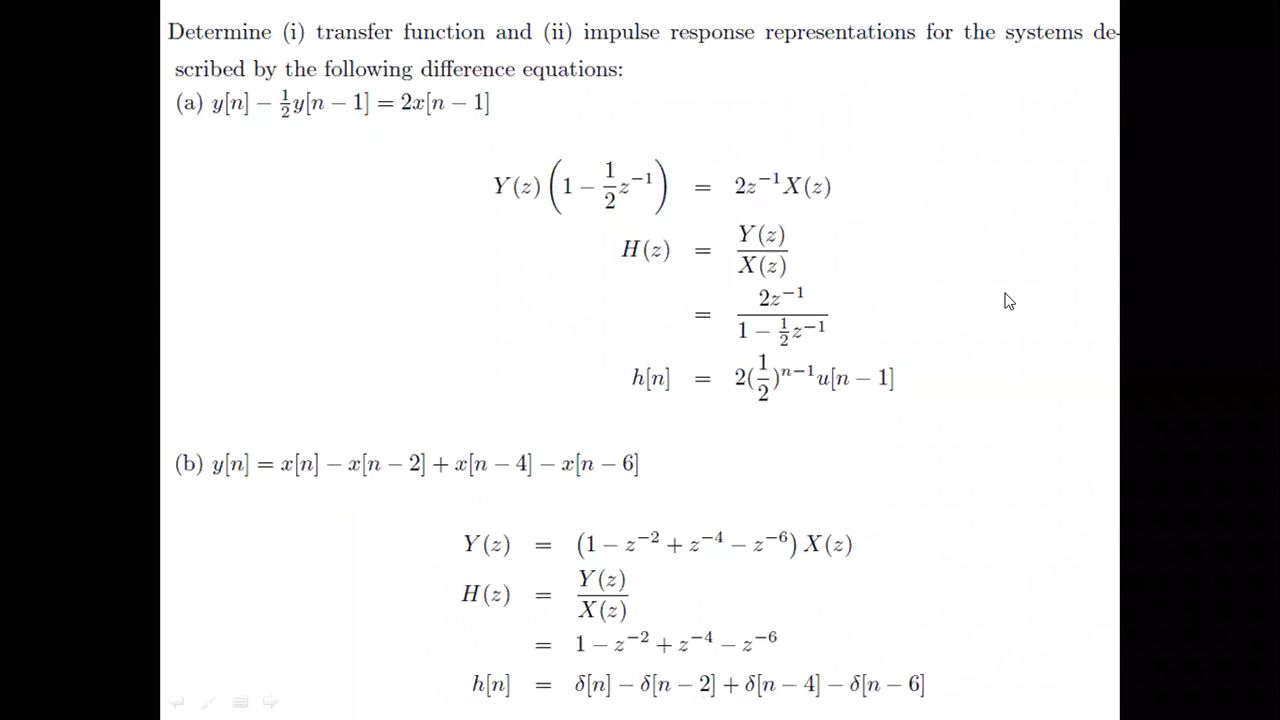 Determine (i) transfer function and (ii) impulse response representations for the systems de-
scribed by the following difference equations:
(a) y[n] − ½y[n − 1] = 2x[n − 1]
Y(z) (1 − 1/2 z⁻¹) = 2z⁻¹X(z)
H(z) = Y(z)/X(z)
= 2z⁻¹/(1 − ½z⁻¹)
h[n] = 2(1/2)ⁿ⁻¹u[n − 1]
(b) y[n] = x[n] − x[n − 2] + x[n − 4] − x[n − 6]
Y(z) = (1 − z⁻² + z⁻⁴ − z⁻⁶) X(z)
H(z) = Y(z)/X(z)
= 1 − z⁻² + z⁻⁴ − z⁻⁶
h[n] = δ[n] − δ[n − 2] + δ[n − 4] − δ[n − 6]